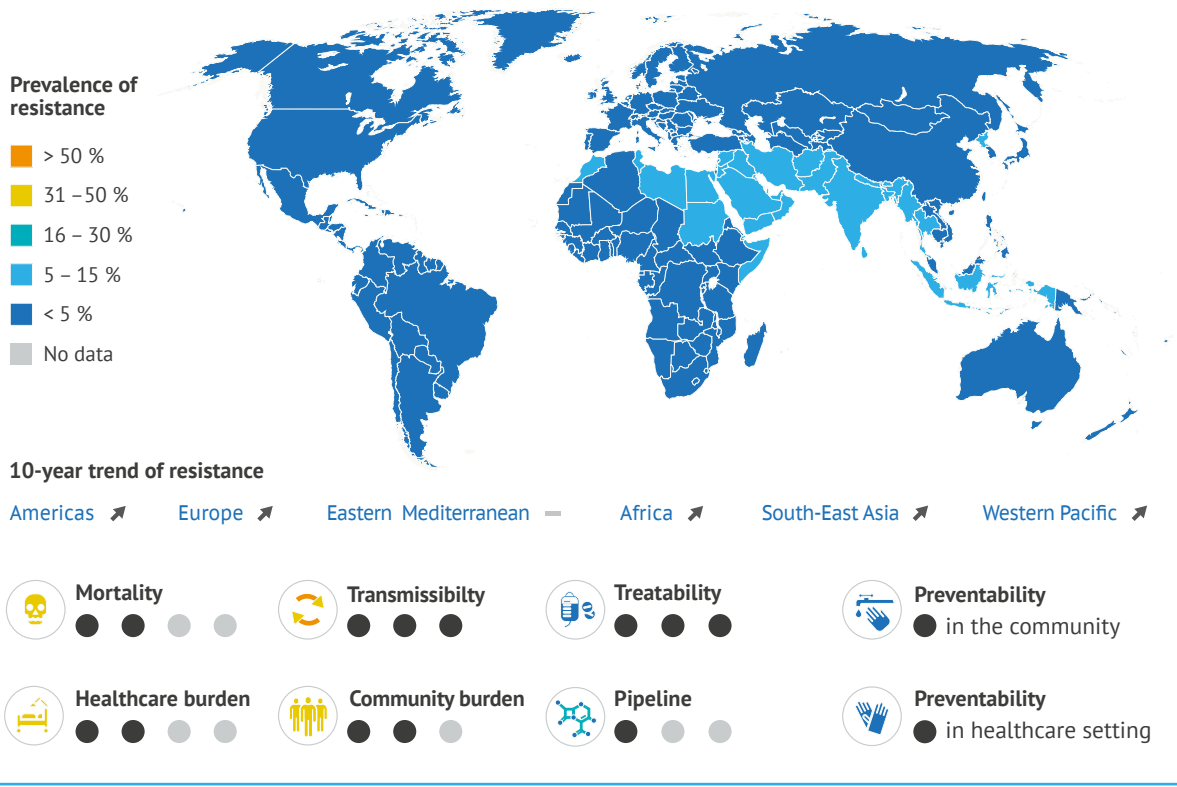 Prevalence of
resistance
> 50 %
31 –50 %
16 – 30 %
5 – 15 %
< 5 %
No data
10-year trend of resistance
Americas Europe Eastern Mediterranean Africa South-East Asia Western Pacific
Mortality Transmissibilty Treatability Preventability
in the community
Healthcare burden Community burden Pipeline Preventability
in healthcare setting